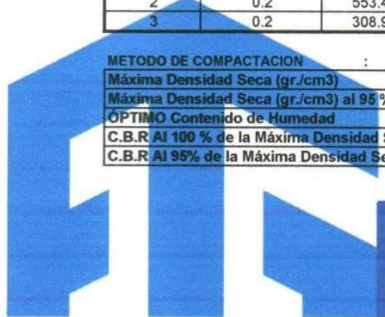 2 0.2 553.4
3 0.2 308.9
METODO DE COMPACTACION :
Máxima Densidad Seca (gr./cm3)
Máxima Densidad Seca (gr./cm3) al 95 %
ÓPTIMO Contenido de Humedad
C.B.R Al 100 % de la Máxima Densidad
C.B.R Al 95% de la Máxima Densidad